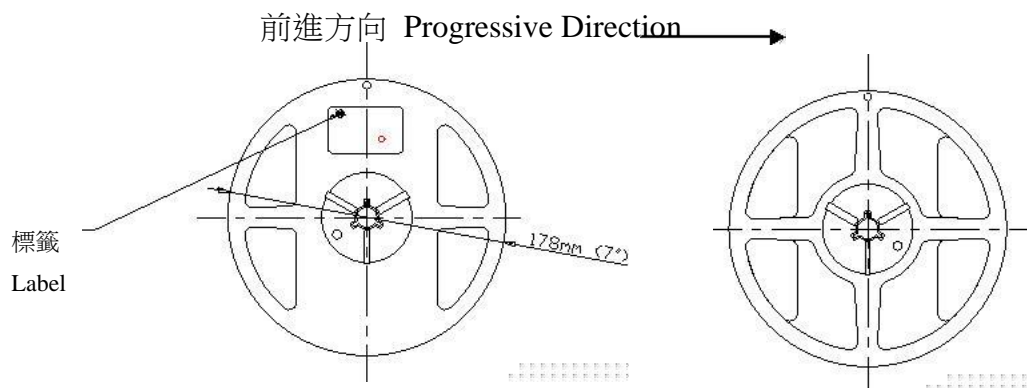 前進方向 Progressive Direction
178mm (7")
標籤
Label